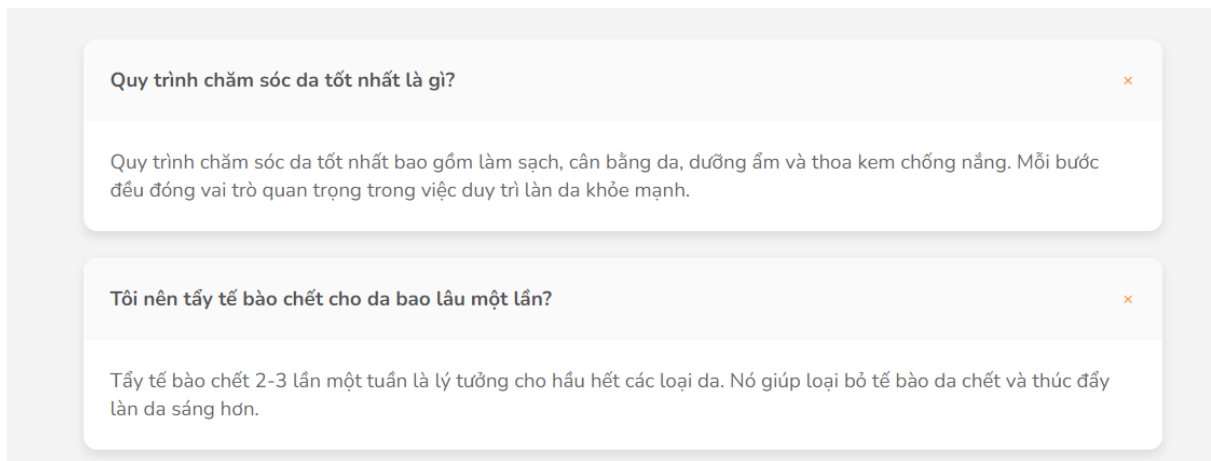 Quy trình chăm sóc da tốt nhất là gì?
×
Quy trình chăm sóc da tốt nhất bao gồm làm sạch, cân bằng da, dưỡng ẩm và thoa kem chống nắng. Mỗi bước
đều đóng vai trò quan trọng trong việc duy trì làn da khỏe mạnh.
Tôi nên tẩy tế bào chết cho da bao lâu một lần?
×
Tẩy tế bào chết 2-3 lần một tuần là lý tưởng cho hầu hết các loại da. Nó giúp loại bỏ tế bào da chết và thúc đẩy
làn da sáng hơn.